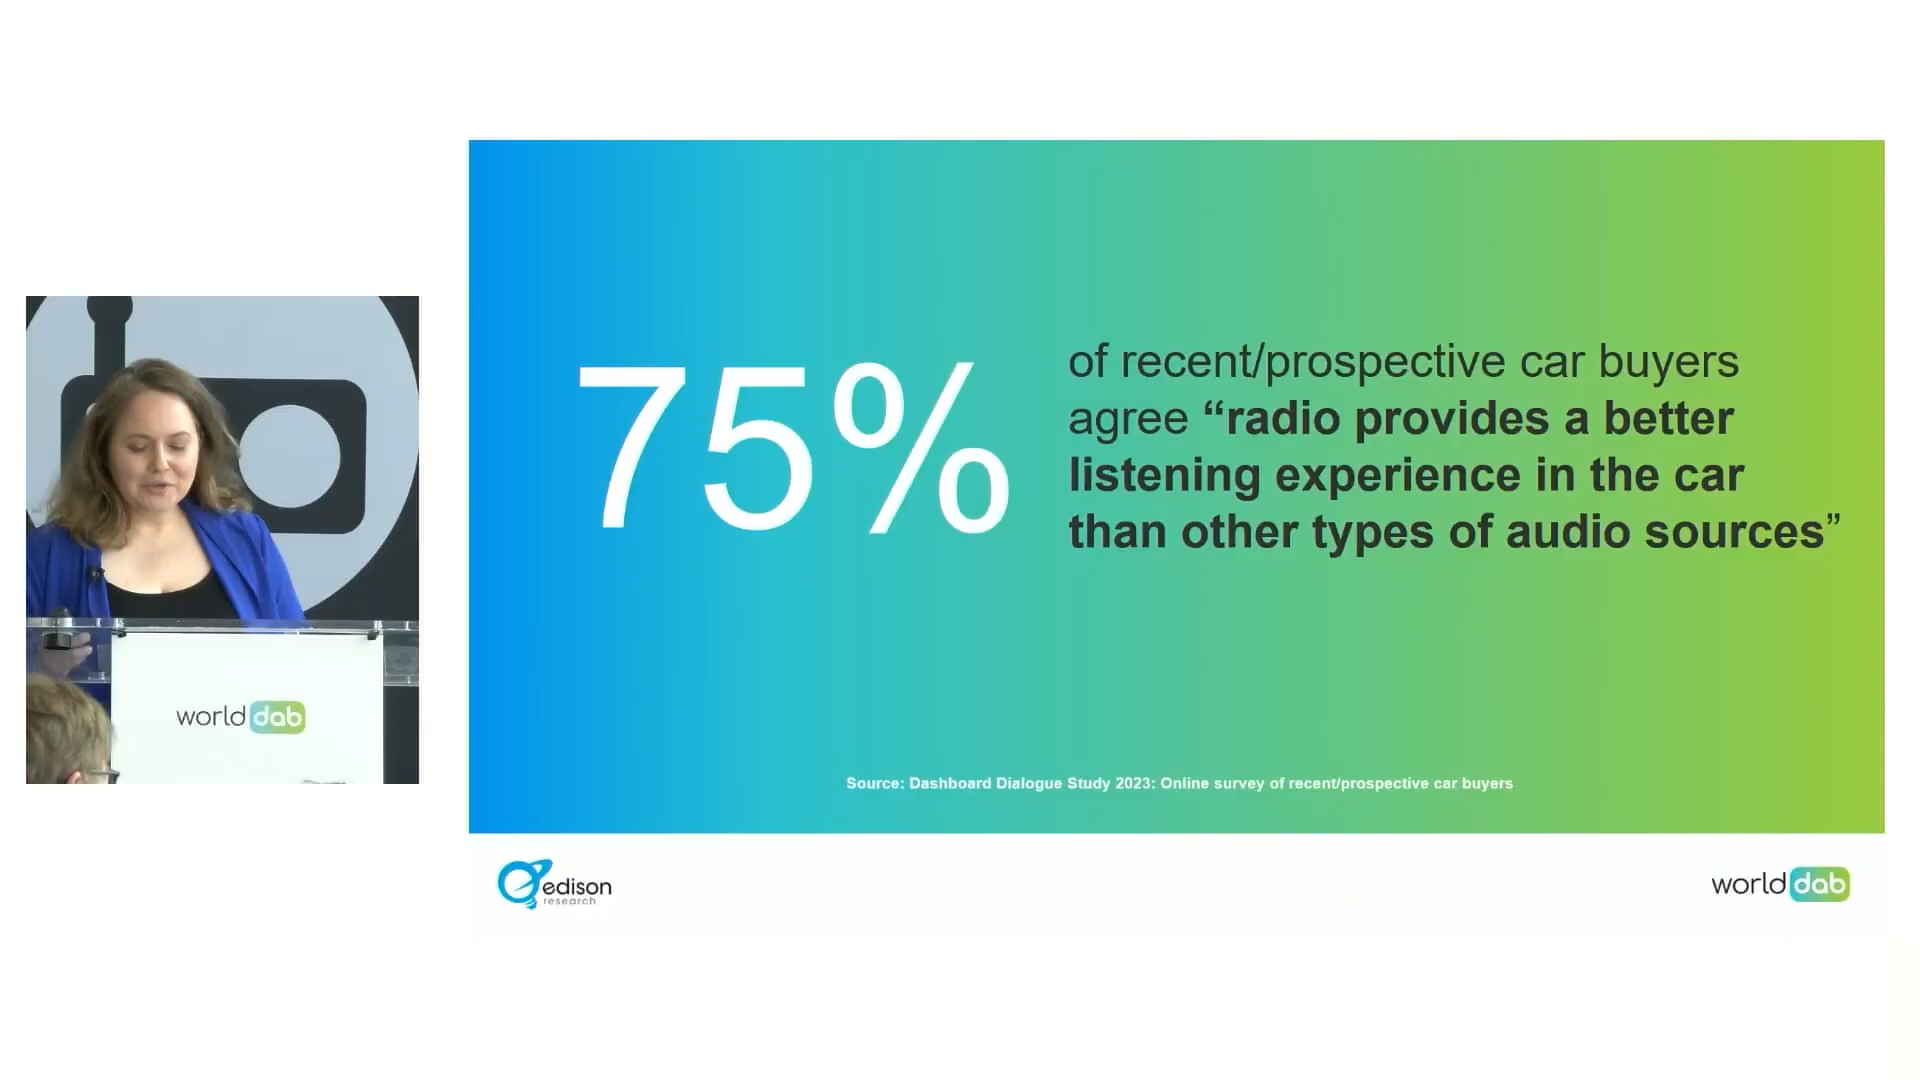 75%
of recent/prospective car buyers
agree “radio provides a better
listening experience in the car
than other types of audio sources”
Source: Dashboard Dialogue Study 2023: Online survey of recent/prospective car buyers
world dab
edison
research
world dab